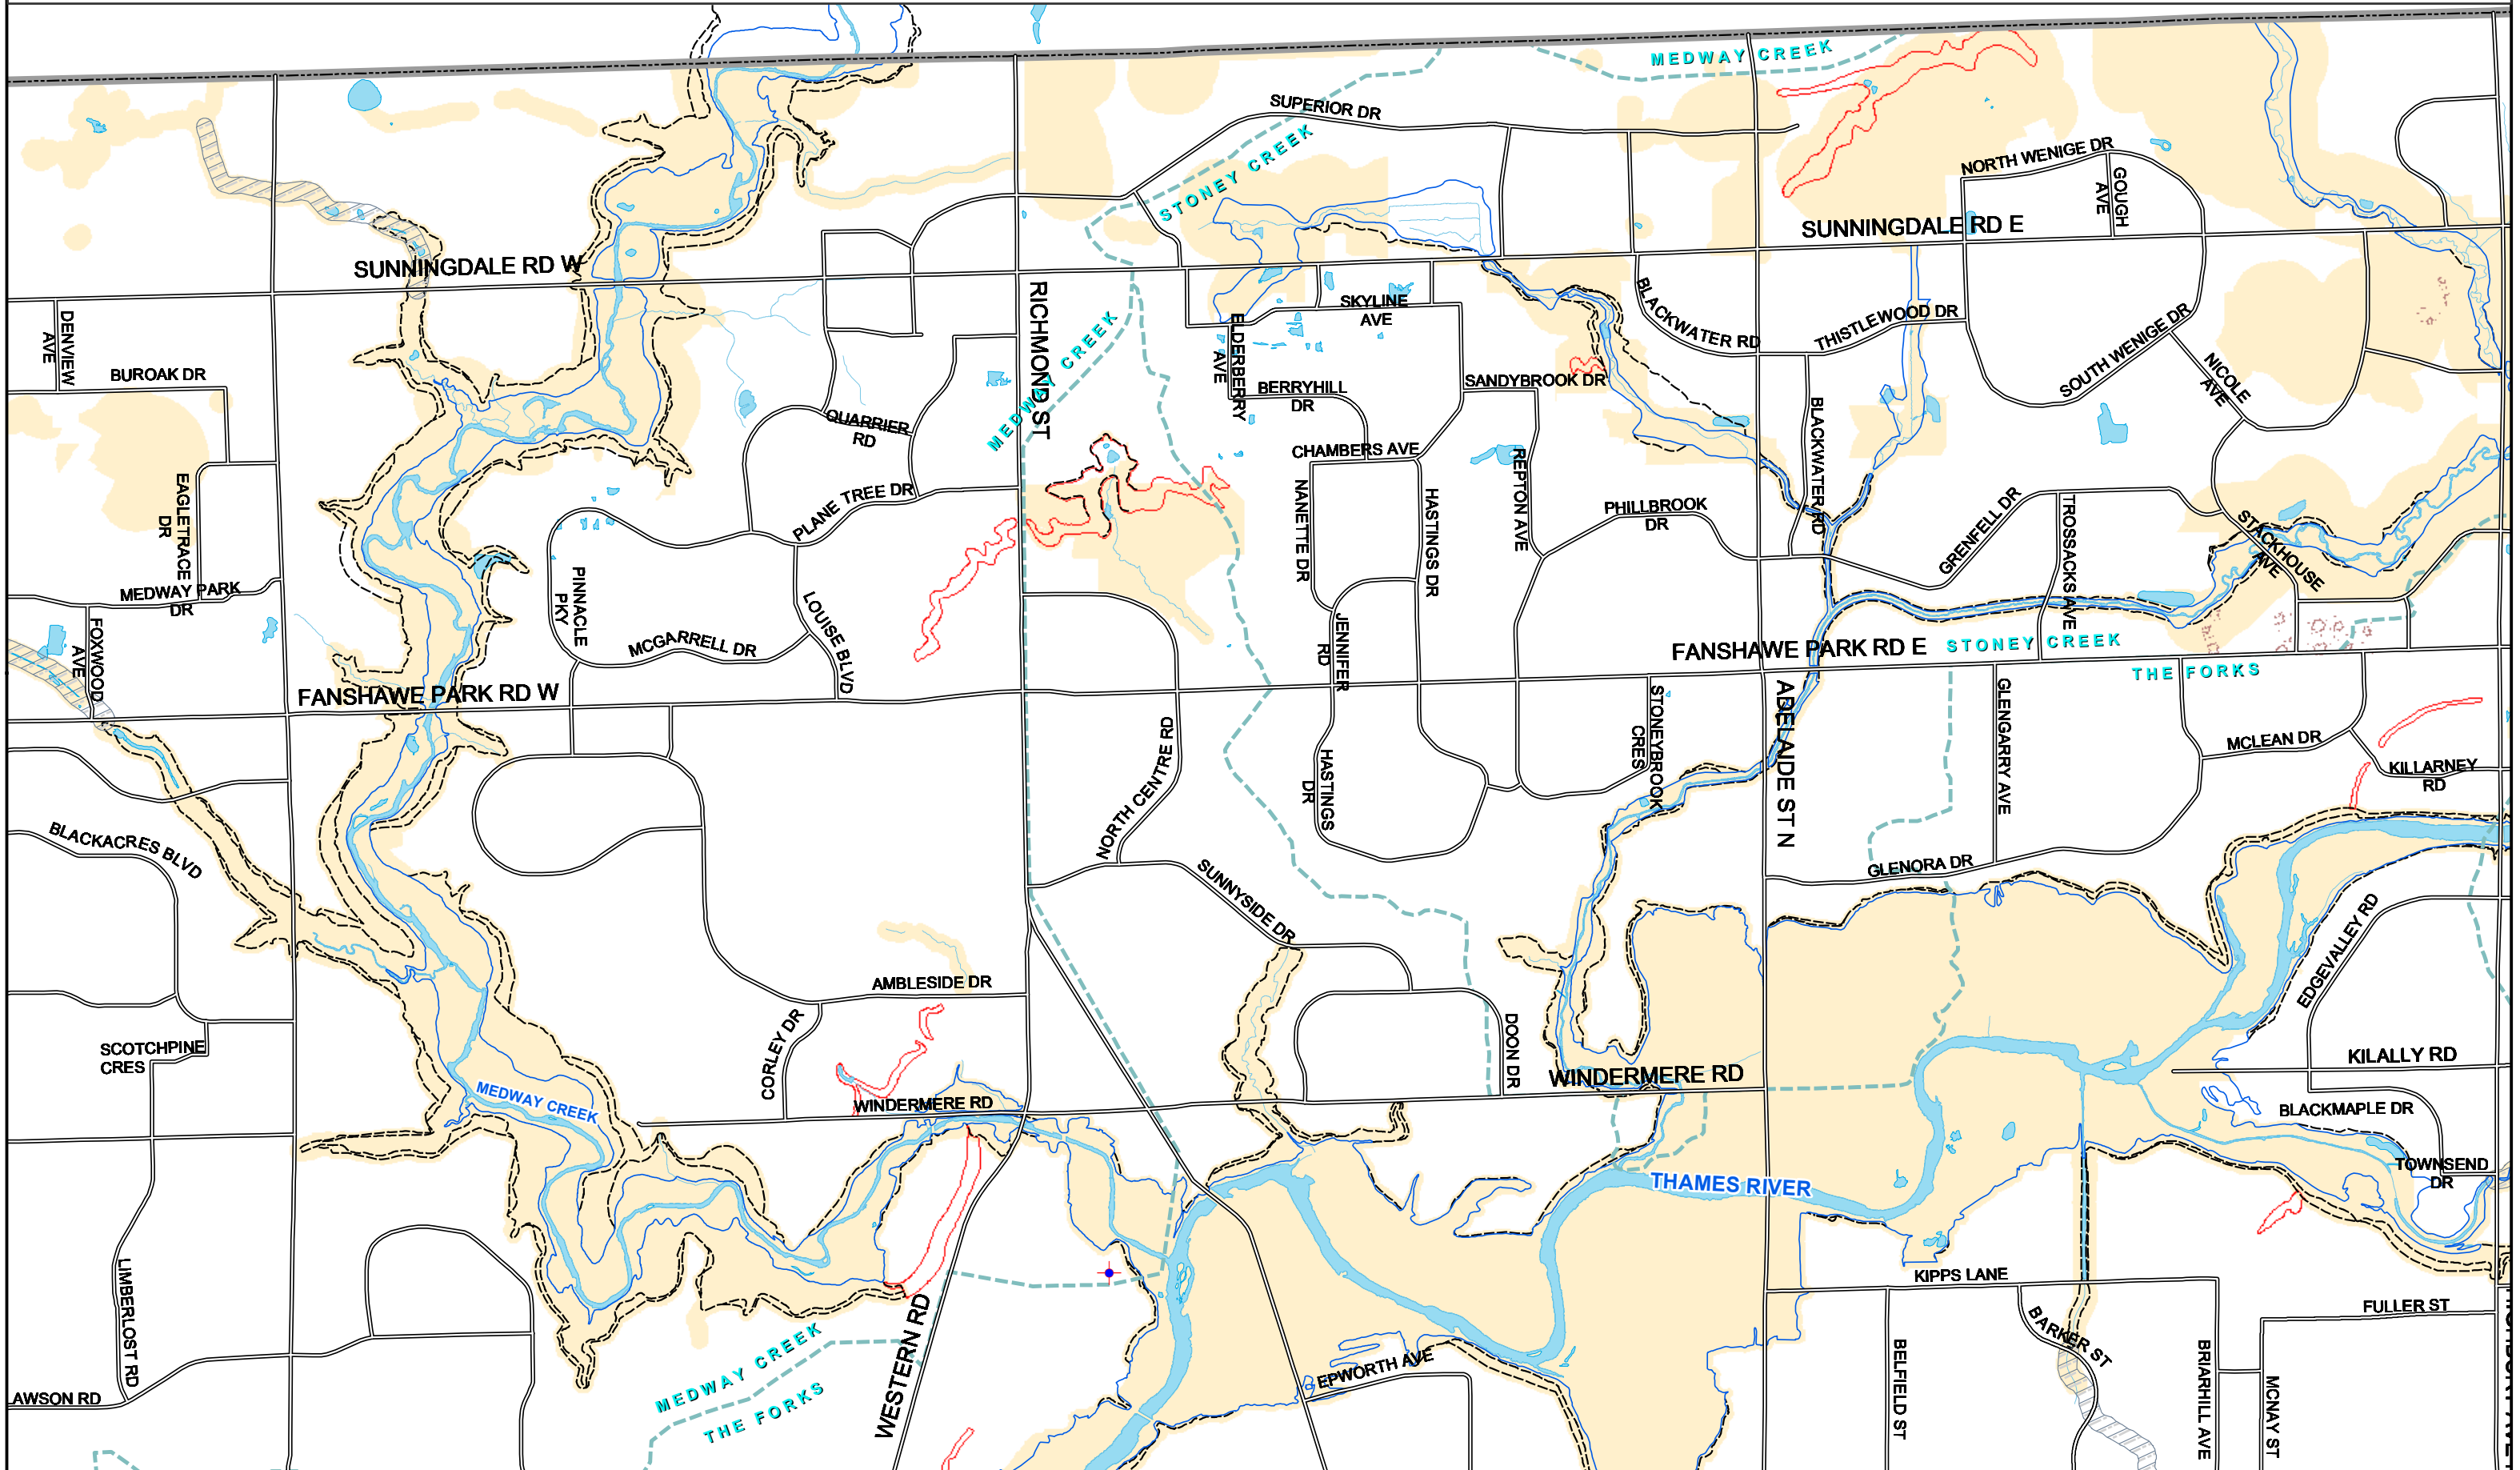 MEDWAY CREEK
SUPERIOR DR
STONEY CREEK
NORTH WENIGE DR
GOUGH
AVE
SUNNINGDALE RD E
SUNNINGDALE RD W
RICHMOND ST
DENVIEW
AVE
SKYLINE
AVE
BLACKWATER RD
THISTLEWOOD DR
SOUTH WENIGE DR
NICOLE
AVE
ELDERBERRY
AVE
MEDWAY CREEK
BUROAK DR
BERRYHILL
DR
SANDYBROOK DR
QUARRIER
RD
CHAMBERS AVE
BLACKWATER RD
REPTON AVE
EAGLETRACE
DR
PLANE TREE DR
NANETTE DR
HASTINGS DR
PHILLBROOK
DR
GRENFELL DR
TROSSACKS AVE
STACKHOUSE
AVE
MEDWAY PARK
DR
PINNACLE
PKY
LOUISE BLVD
MCGARRELL DR
JENNIFER
RD
FOXWOOD
AVE
FANSHAWE PARK RD E
STONEY CREEK
THE FORKS
FANSHAWE PARK RD W
STONEYBROOK
CRES
ADELAIDE ST N
GLENGARRY AVE
MCLEAN DR
KILLARNEY
RD
NORTH CENTRE RD
HASTINGS
DR
BLACKACRES BLVD
SUNNYSIDE DR
GLENORA DR
EDGEVALLEY RD
AMBLESIDE DR
CORLEY DR
DOON DR
SCOTCHPINE
CRES
KILALLY RD
WINDERMERE RD
WINDERMERE RD
MEDWAY CREEK
BLACKMAPLE DR
TOWNSEND
DR
THAMES RIVER
LIMBERLOST RD
KIPPS LANE
FULLER ST
BARKER ST
WESTERN RD
MEDWAY CREEK
THE FORKS
EPWORTH AVE
BELFIELD ST
BRIARHILL AVE
MCNAY ST
AWSON RD